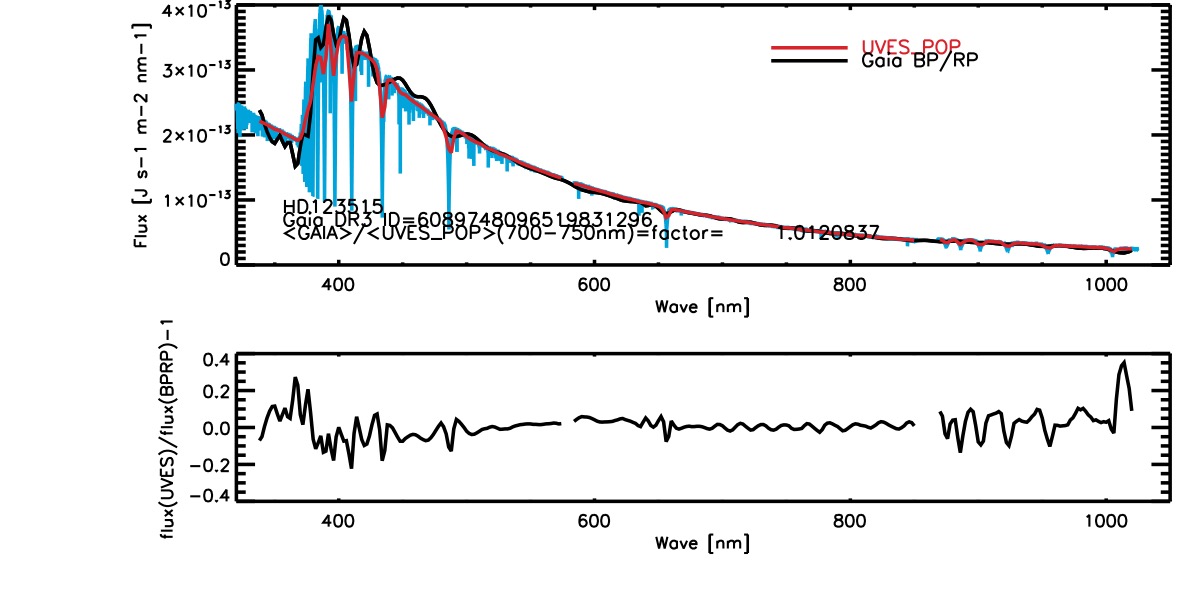 4×10−13
3×10−13
2×10−13
1×10−13
0
Flux [J s−1 m−2 nm−1]
UVES_POP
Gaia BP/RP
HD123515
Gaia DR3 ID=6089748096519831296
<GAIA>/<UVES_POP>(700−750nm)=factor= 1.0120837
400 600 800 1000
Wave [nm]
0.4
0.2
0.0
−0.2
−0.4
flux(UVES)/flux(BPRP)−1
400 600 800 1000
Wave [nm]